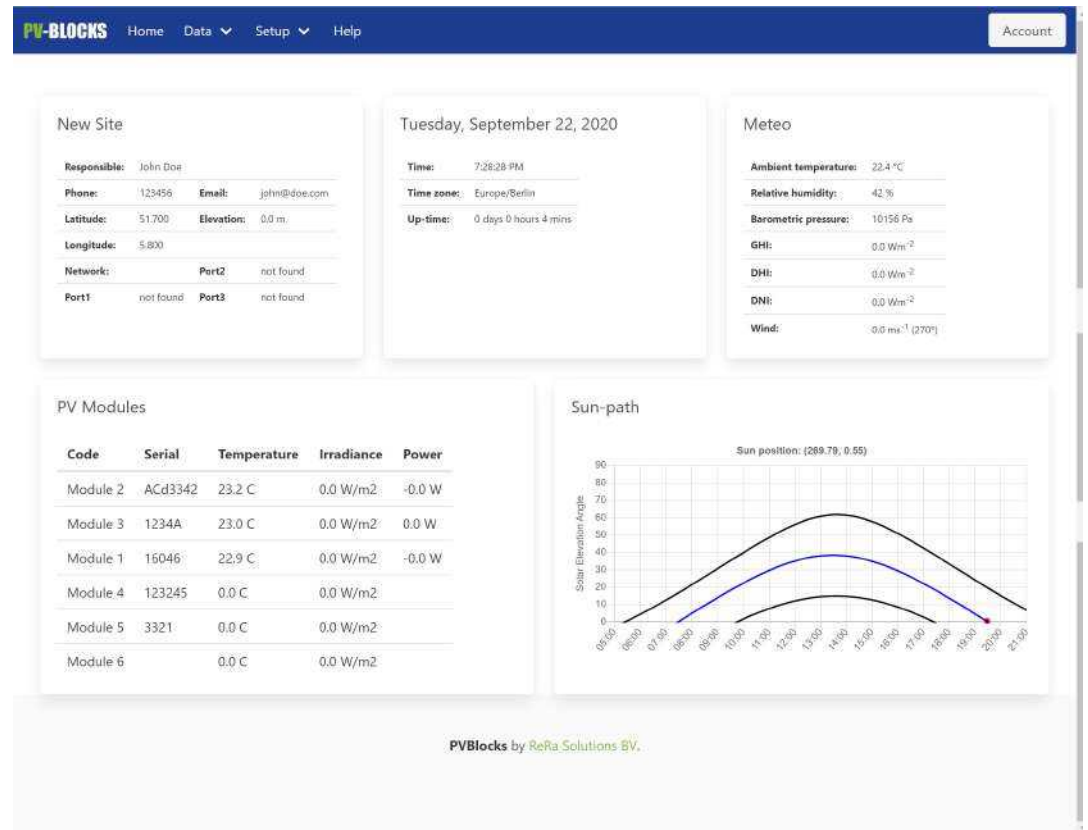 PV-BLOCKS Home Data Setup Help Account
New Site
Responsible: John Doe
Phone: 123456 Email: john@doe.com
Latitude: 51.700 Elevation: 0.0 m
Longitude: 5.800
Network: Port2 not found
Port1 not found Port3 not found
Tuesday, September 22, 2020
Time: 7:28:28 PM
Time zone: Europe/Berlin
Up-time: 0 days 0 hours 4 mins
Meteo
Ambient temperature: 22.4 °C
Relative humidity: 42 %
Barometric pressure: 10156 Pa
GHI: 0.0 Wm⁻²
DHI: 0.0 Wm⁻²
DNI: 0.0 Wm⁻²
Wind: 0.0 ms⁻¹ (270º)
PV Modules
Code Serial Temperature Irradiance Power
Module 2 ACd3342 23.2 C 0.0 W/m2 -0.0 W
Module 3 1234A 23.0 C 0.0 W/m2 0.0 W
Module 1 16046 22.9 C 0.0 W/m2 -0.0 W
Module 4 123245 0.0 C 0.0 W/m2
Module 5 3321 0.0 C 0.0 W/m2
Module 6 0.0 C 0.0 W/m2
Sun-path
Sun position: (269.79, 0.55)
Solar Elevation Angle
90
80
70
60
50
40
30
20
10
0
05:00 06:00 07:00 08:00 09:00 10:00 11:00 12:00 13:00 14:00 15:00 16:00 17:00 18:00 19:00 20:00 21:00
PVBlocks by ReRa Solutions BV.